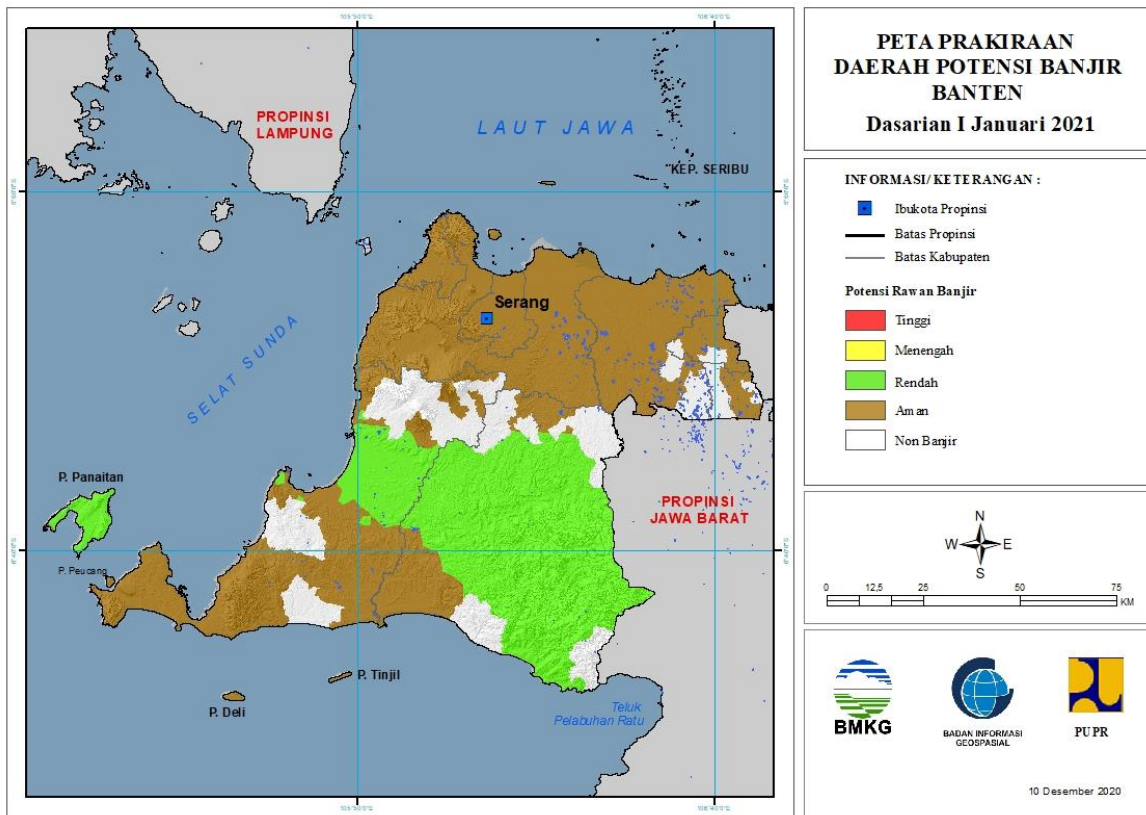 PETA PRAKIRAAN
DAERAH POTENSI BANJIR
BANTEN
Dasarian I Januari 2021
INFORMASI/KETERANGAN :
Ibukota Propinsi
Batas Propinsi
Batas Kabupaten
Potensi Rawan Banjir
Tinggi
Menengah
Rendah
Aman
Non Banjir
N
W E
S
0 12,5 25 50 75
KM
BMKG
BADAN INFORMASI
GEOSPASIAL
PUPR
10 Desember 2020
PROPINSI
LAMPUNG
LAUT JAWA
KEP. SERIBU
Serang
SELAT SUNDA
P. Panaitan
P. Peucang
PROPINSI
JAWA BARAT
P. Tinjil
P. Deli
Teluk
Pelabuhan Ratu